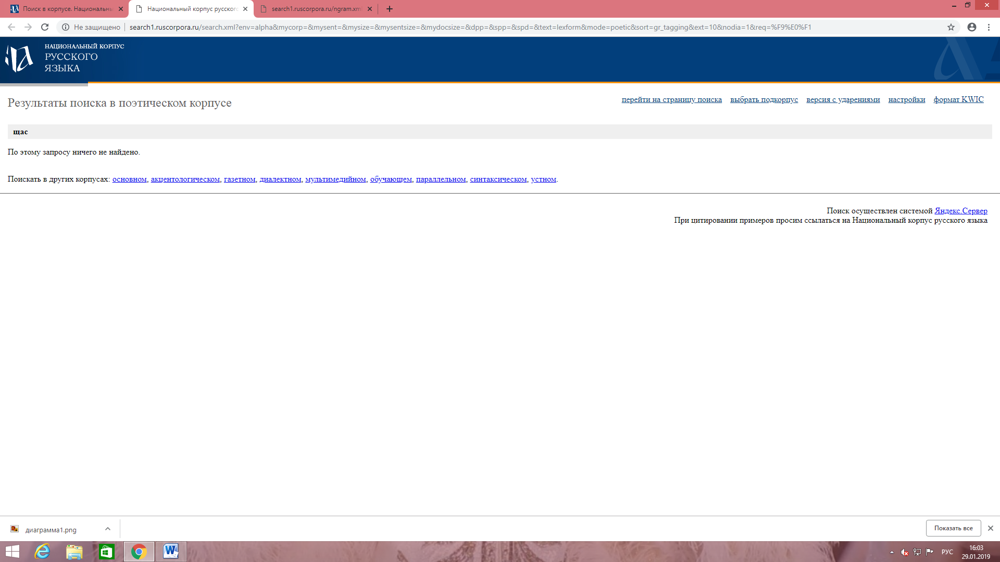 Поиск в корпусе. Национальны
Национальный корпус русског
search1.ruscorpora.ru/ngram.xm
Не защищено
search1.ruscorpora.ru/search.xml?env=alpha&mycorp=&mysent=&mysize=&mysentsize=&mydocsize=&dpp=&spp=&spd=&text=lexform&mode=poetic&sort=gr_tagging&ext=10&nodia=1&req=%F9%E0%F1
НАЦИОНАЛЬНЫЙ КОРПУС
РУССКОГО
ЯЗЫКА
Результаты поиска в поэтическом корпусе
перейти на страницу поиска выбрать подкорпус версия с ударениями настройки формат KWIC
щас
По этому запросу ничего не найдено.
Поискать в других корпусах: основном, акцентологическом, газетном, диалектном, мультимедийном, обучающем, параллельном, синтаксическом, устном.
Поиск осуществлен системой Яндекс.Сервер
При цитировании примеров просим ссылаться на Национальный корпус русского языка
диаграмма1.png
Показать все
РУС
16:03
29.01.2019